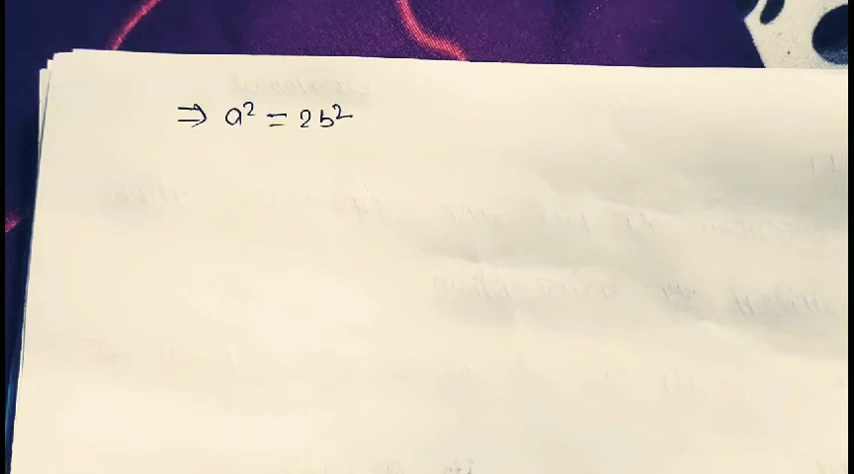 ⇒ a² = 2b²